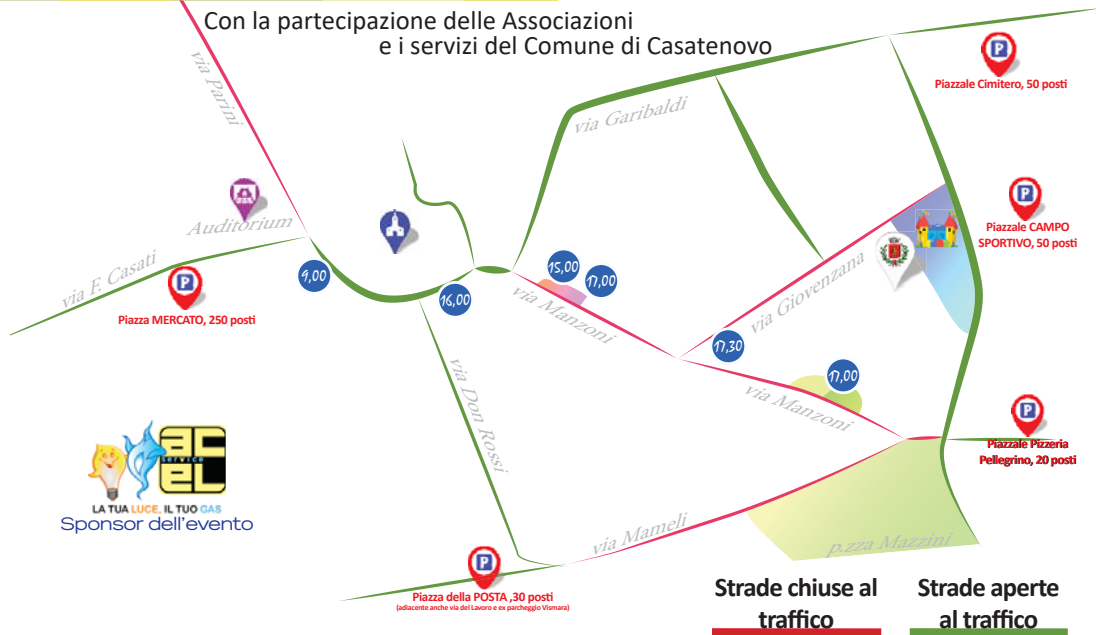 Con la partecipazione delle Associazioni
e i servizi del Comune di Casatenovo
via Parini
via Garibaldi
P
Piazzale Cimitero, 50 posti
P
Piazzale CAMPO
SPORTIVO, 50 posti
Auditorium
via F. Casati
P
Piazza MERCATO, 250 posti
9,00
16,00
15,00
17,00
via Manzoni
via Giovenzana
17,30
17,00
via Manzoni
via Don Rossi
P
Piazzale Pizzeria
Pellegrino, 20 posti
acel
service
LA TUA LUCE, IL TUO GAS
Sponsor dell'evento
via Mameli
p.zza Mazzini
P
Piazza della POSTA ,30 posti
(adiacente anche via del Lavoro e ex parcheggio Vismara)
Strade chiuse al
traffico
Strade aperte
al traffico